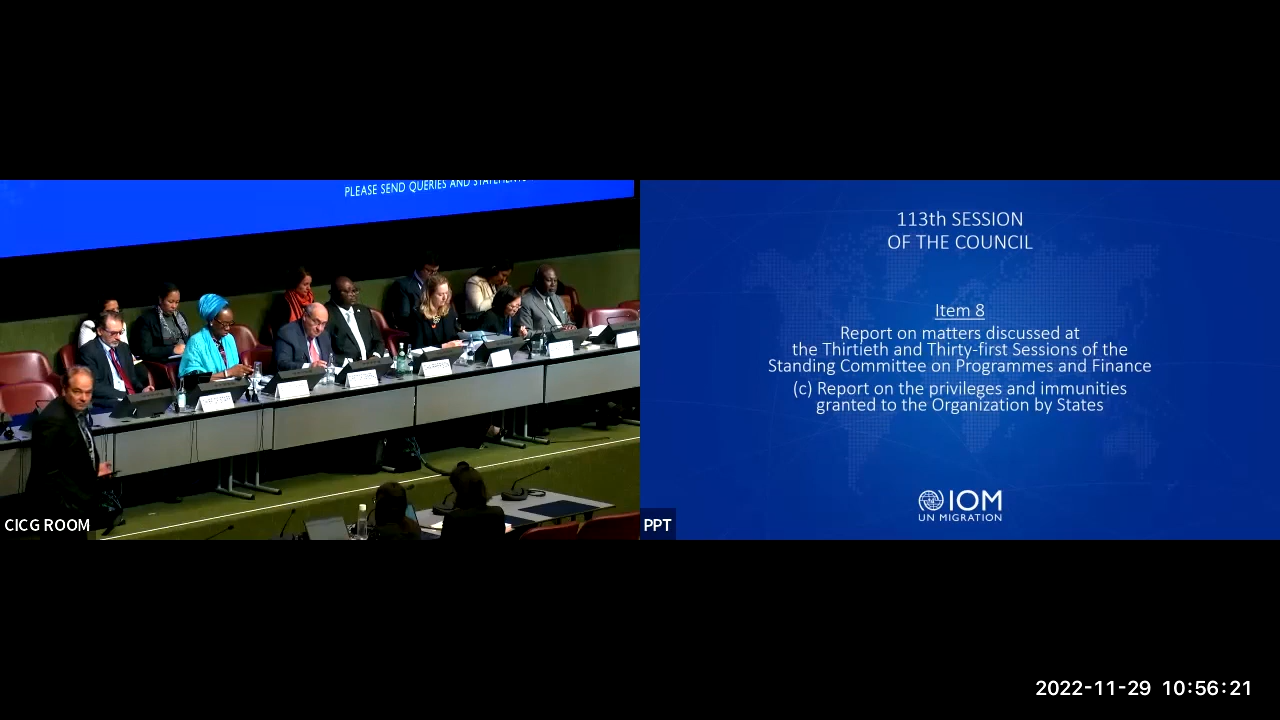 PLEASE SEND QUERIES AND STATEMENTS
CICG ROOM
113th SESSION
OF THE COUNCIL
Item 8
Report on matters discussed at
the Thirtieth and Thirty-first Sessions of the
Standing Committee on Programmes and Finance
(c) Report on the privileges and immunities
granted to the Organization by States
IOM
UN MIGRATION
PPT
2022-11-29 10:56:21